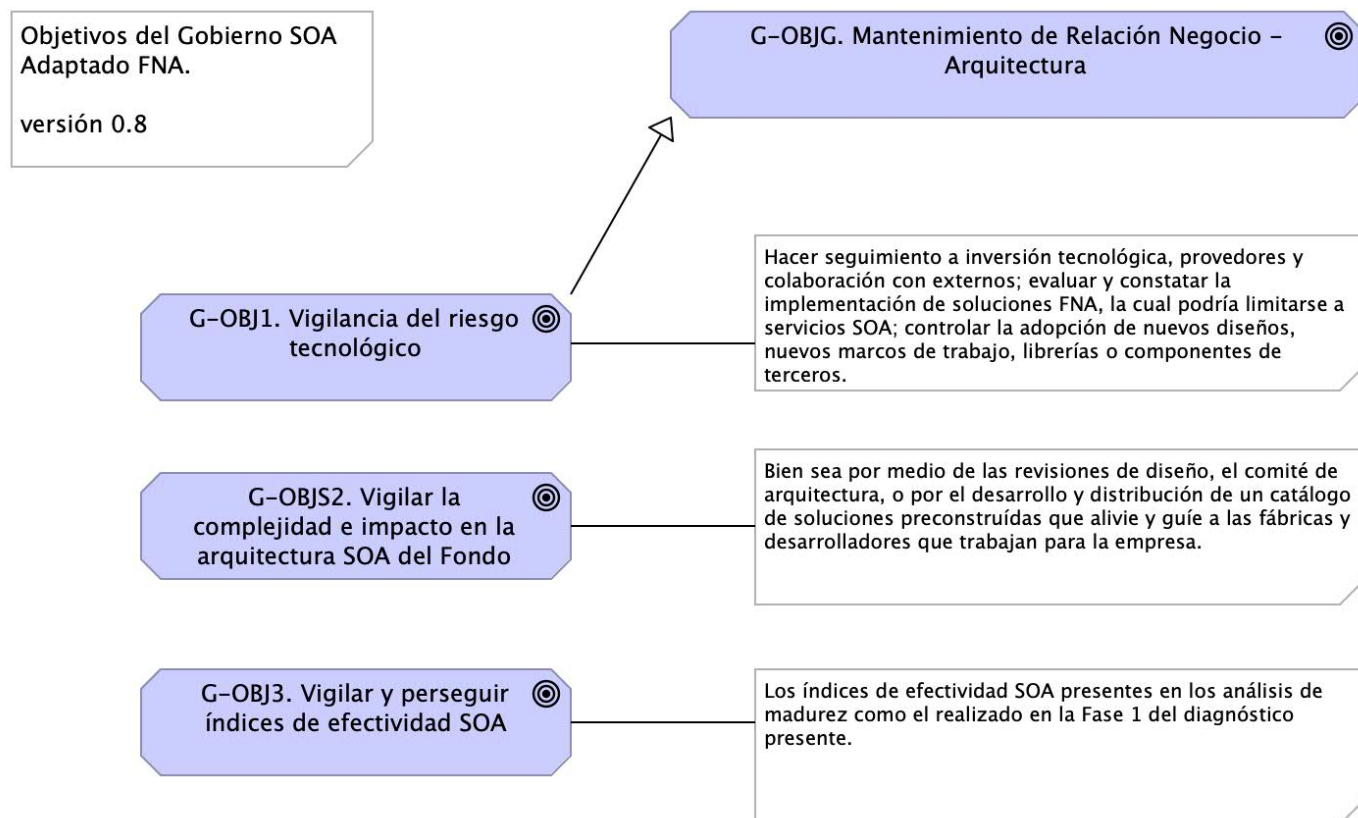 Objetivos del Gobierno SOA
Adaptado FNA.
versión 0.8
G-OBJG. Mantenimiento de Relación Negocio –
Arquitectura
G-OBJ1. Vigilancia del riesgo
tecnológico
Hacer seguimiento a inversión tecnológica, provedores y
colaboración con externos; evaluar y constatar la
implementación de soluciones FNA, la cual podría limitarse a
servicios SOA; controlar la adopción de nuevos diseños,
nuevos marcos de trabajo, librerías o componentes de
terceros.
G-OBJS2. Vigilar la
complejidad e impacto en la
arquitectura SOA del Fondo
Bien sea por medio de las revisiones de diseño, el comité de
arquitectura, o por el desarrollo y distribución de un catálogo
de soluciones preconstruídas que alivie y guíe a las fábricas y
desarrolladores que trabajan para la empresa.
G-OBJ3. Vigilar y perseguir
índices de efectividad SOA
Los índices de efectividad SOA presentes en los análisis de
madurez como el realizado en la Fase 1 del diagnóstico
presente.